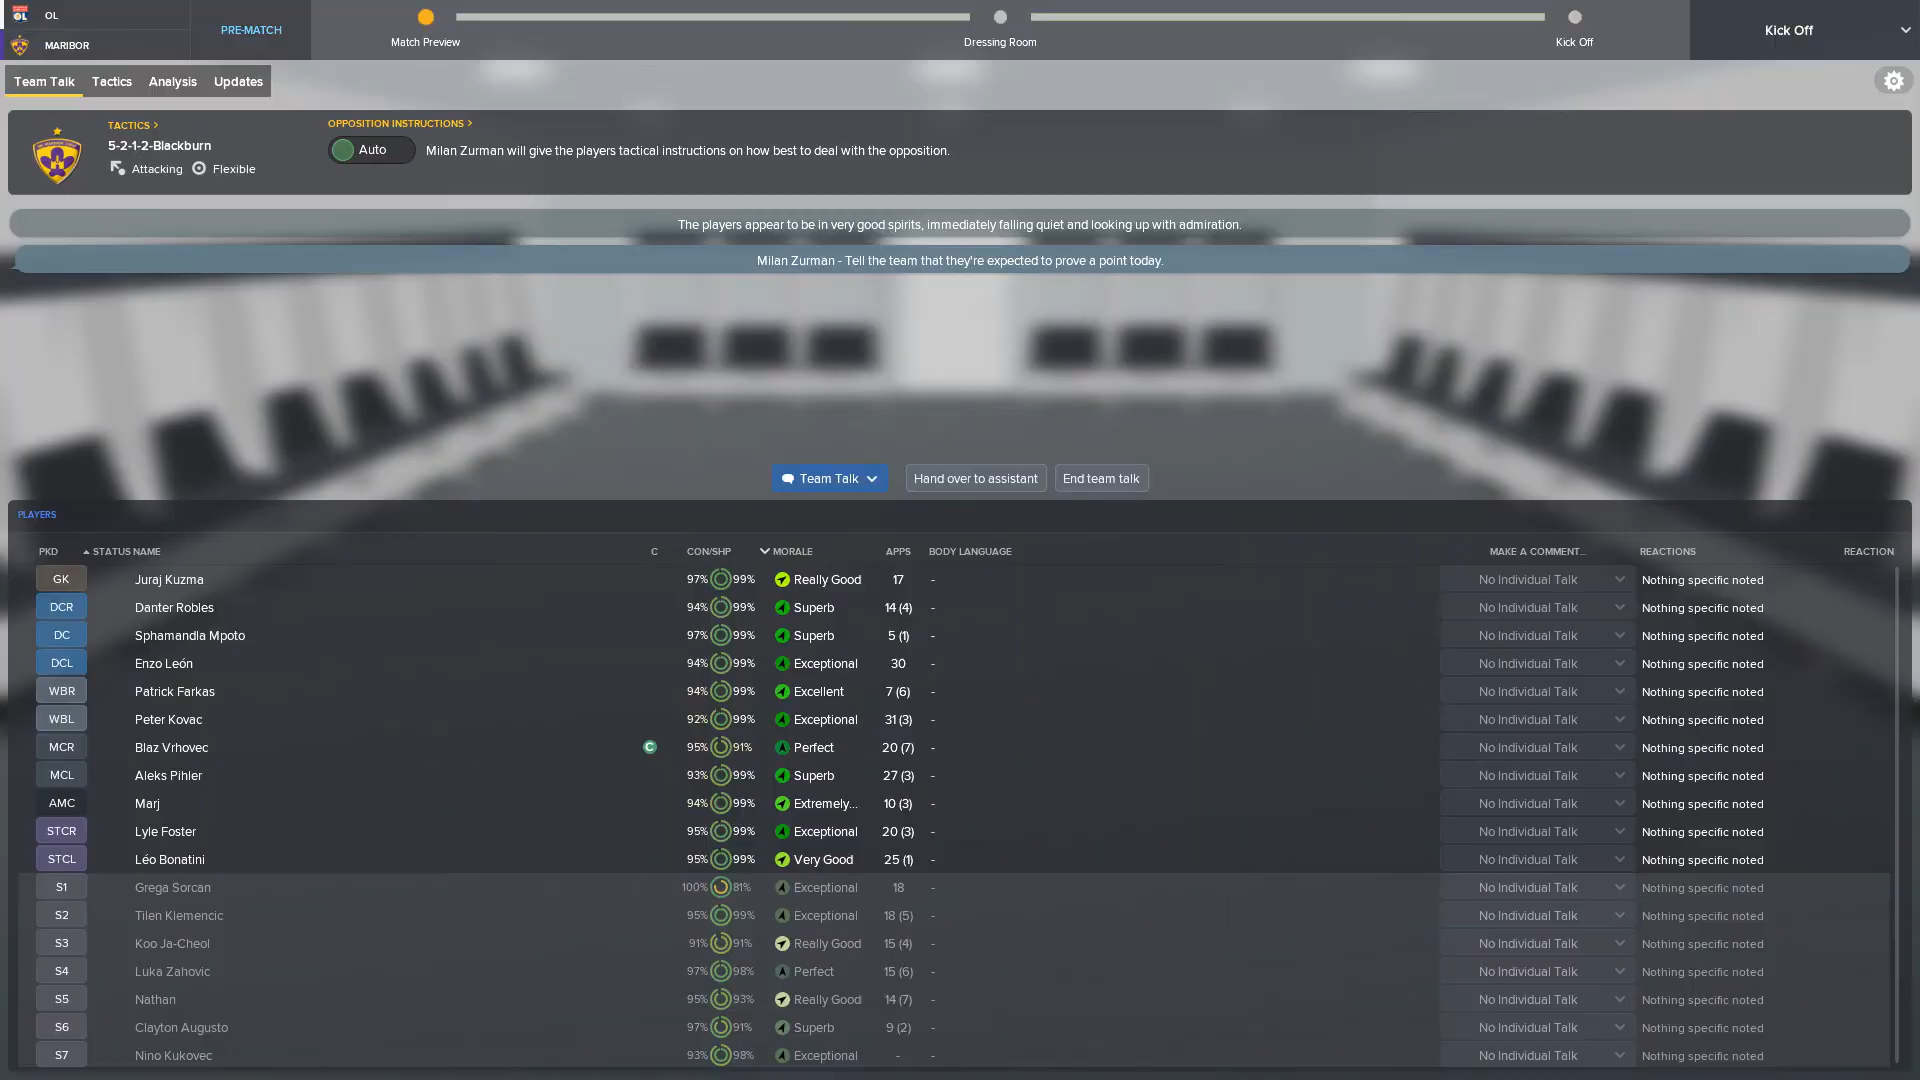 OL
MARIBOR
PRE-MATCH
Match Preview
Dressing Room
Kick Off
Kick Off
Team Talk Tactics Analysis Updates
TACTICS >
5-2-1-2-Blackburn
Attacking Flexible
OPPOSITION INSTRUCTIONS >
Auto Milan Zurman will give the players tactical instructions on how best to deal with the opposition.
The players appear to be in very good spirits, immediately falling quiet and looking up with admiration.
Milan Zurman - Tell the team that they're expected to prove a point today.
Team Talk Hand over to assistant End team talk
PLAYERS
PKD STATUS NAME C CON/SHP MORALE APPS BODY LANGUAGE MAKE A COMMENT... REACTIONS REACTION
GK Juraj Kuzma 97% 99% Really Good 17 - No Individual Talk Nothing specific noted
DCR Danter Robles 94% 99% Superb 14 (4) - No Individual Talk Nothing specific noted
DC Sphamandla Mpoto 97% 99% Superb 5 (1) - No Individual Talk Nothing specific noted
DCL Enzo León 94% 99% Exceptional 30 - No Individual Talk Nothing specific noted
WBR Patrick Farkas 94% 99% Excellent 7 (6) - No Individual Talk Nothing specific noted
WBL Peter Kovac 92% 99% Exceptional 31 (3) - No Individual Talk Nothing specific noted
MCR Blaz Vrhovec C 95% 91% Perfect 20 (7) - No Individual Talk Nothing specific noted
MCL Aleks Pihler 93% 99% Superb 27 (3) - No Individual Talk Nothing specific noted
AMC Marj 94% 99% Extremely... 10 (3) - No Individual Talk Nothing specific noted
STCR Lyle Foster 95% 99% Exceptional 20 (3) - No Individual Talk Nothing specific noted
STCL Léo Bonatini 95% 99% Very Good 25 (1) - No Individual Talk Nothing specific noted
S1 Grega Sorcan 100% 81% Exceptional 18 - No Individual Talk Nothing specific noted
S2 Tilen Klemencic 95% 99% Exceptional 18 (5) - No Individual Talk Nothing specific noted
S3 Koo Ja-Cheol 91% 91% Really Good 15 (4) - No Individual Talk Nothing specific noted
S4 Luka Zahovic 97% 98% Perfect 15 (6) - No Individual Talk Nothing specific noted
S5 Nathan 95% 93% Really Good 14 (7) - No Individual Talk Nothing specific noted
S6 Clayton Augusto 97% 91% Superb 9 (2) - No Individual Talk Nothing specific noted
S7 Nino Kukovec 93% 98% Exceptional - - No Individual Talk Nothing specific noted